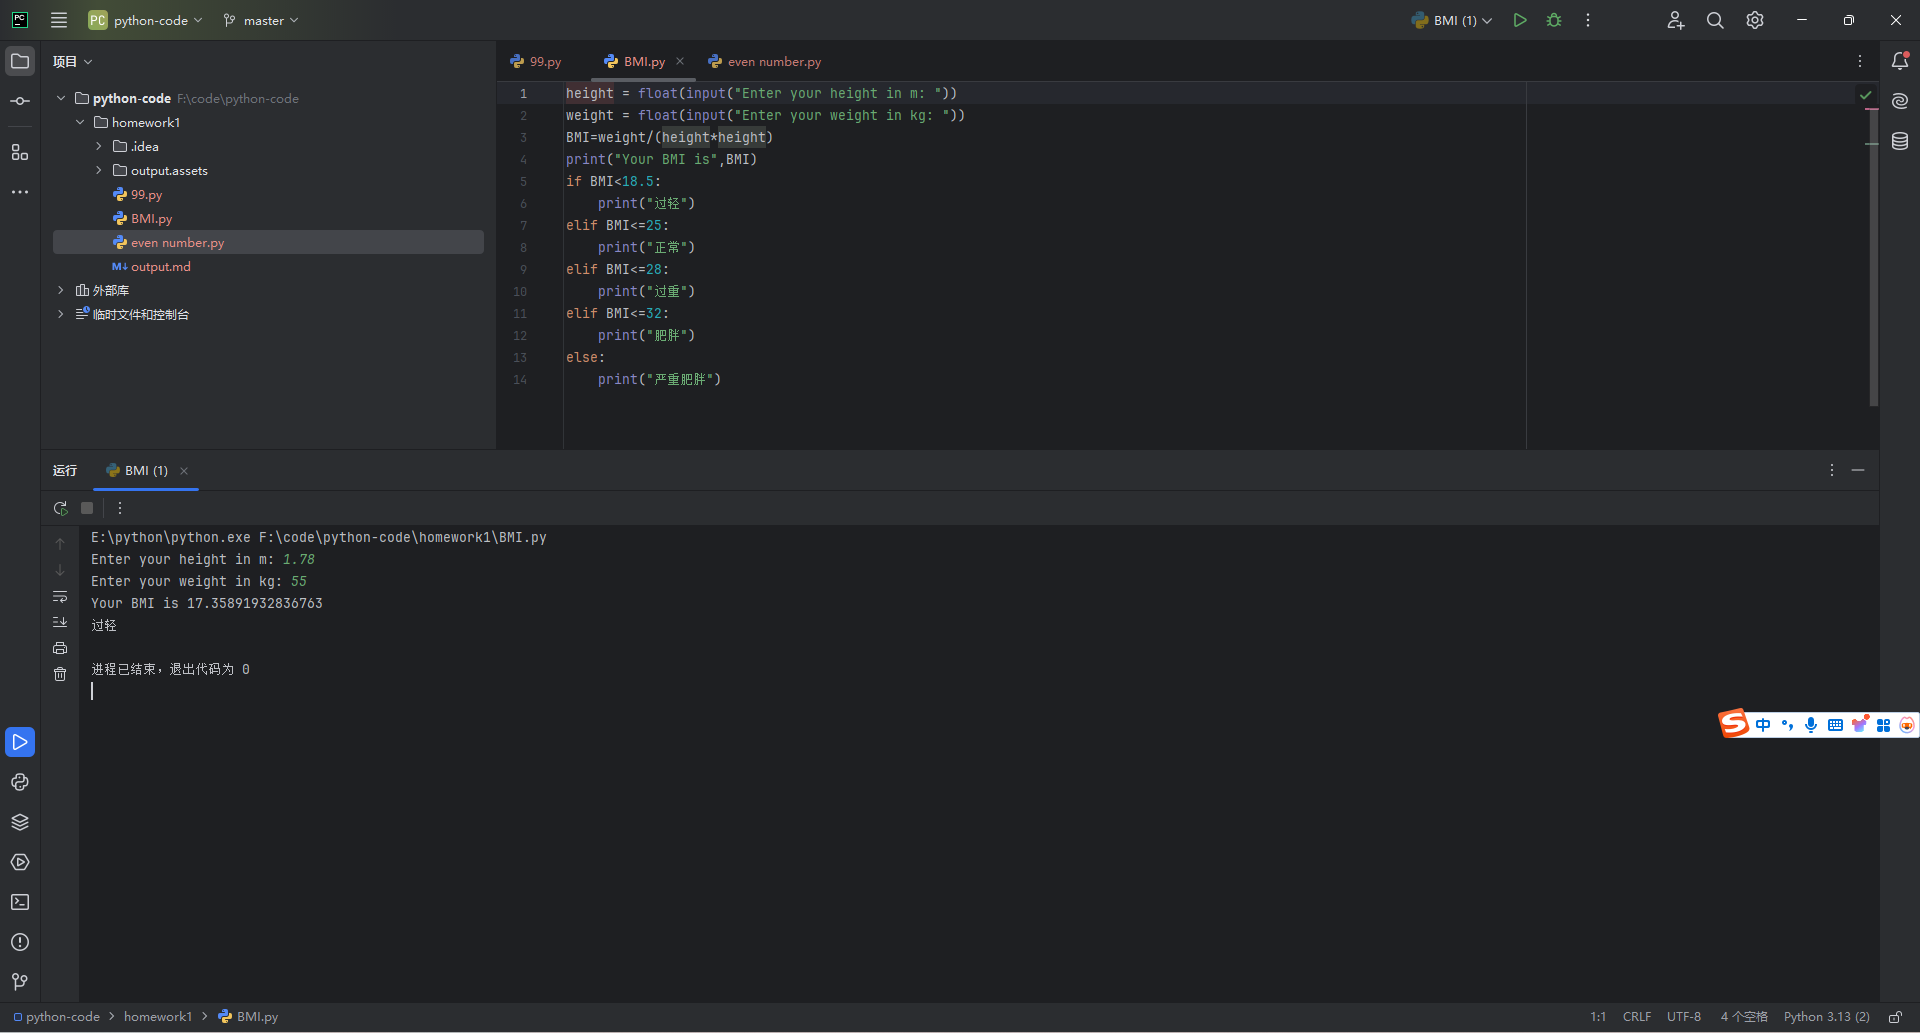 PC python-code master BMI (1)
项目
python-code F:\code\python-code
homework1
.idea
output.assets
99.py
BMI.py
even number.py
M↓ output.md
外部库
临时文件和控制台
99.py BMI.py even number.py
1 height = float(input("Enter your height in m: "))
2 weight = float(input("Enter your weight in kg: "))
3 BMI=weight/(height*height)
4 print("Your BMI is",BMI)
5 if BMI<18.5:
6 print("过轻")
7 elif BMI<=25:
8 print("正常")
9 elif BMI<=28:
10 print("过重")
11 elif BMI<=32:
12 print("肥胖")
13 else:
14 print("严重肥胖")
运行 BMI (1)
E:\python\python.exe F:\code\python-code\homework1\BMI.py
Enter your height in m: 1.78
Enter your weight in kg: 55
Your BMI is 17.35891932836763
过轻
进程已结束，退出代码为 0
S 中
python-code homework1 BMI.py 1:1 CRLF UTF-8 4 个空格 Python 3.13 (2)